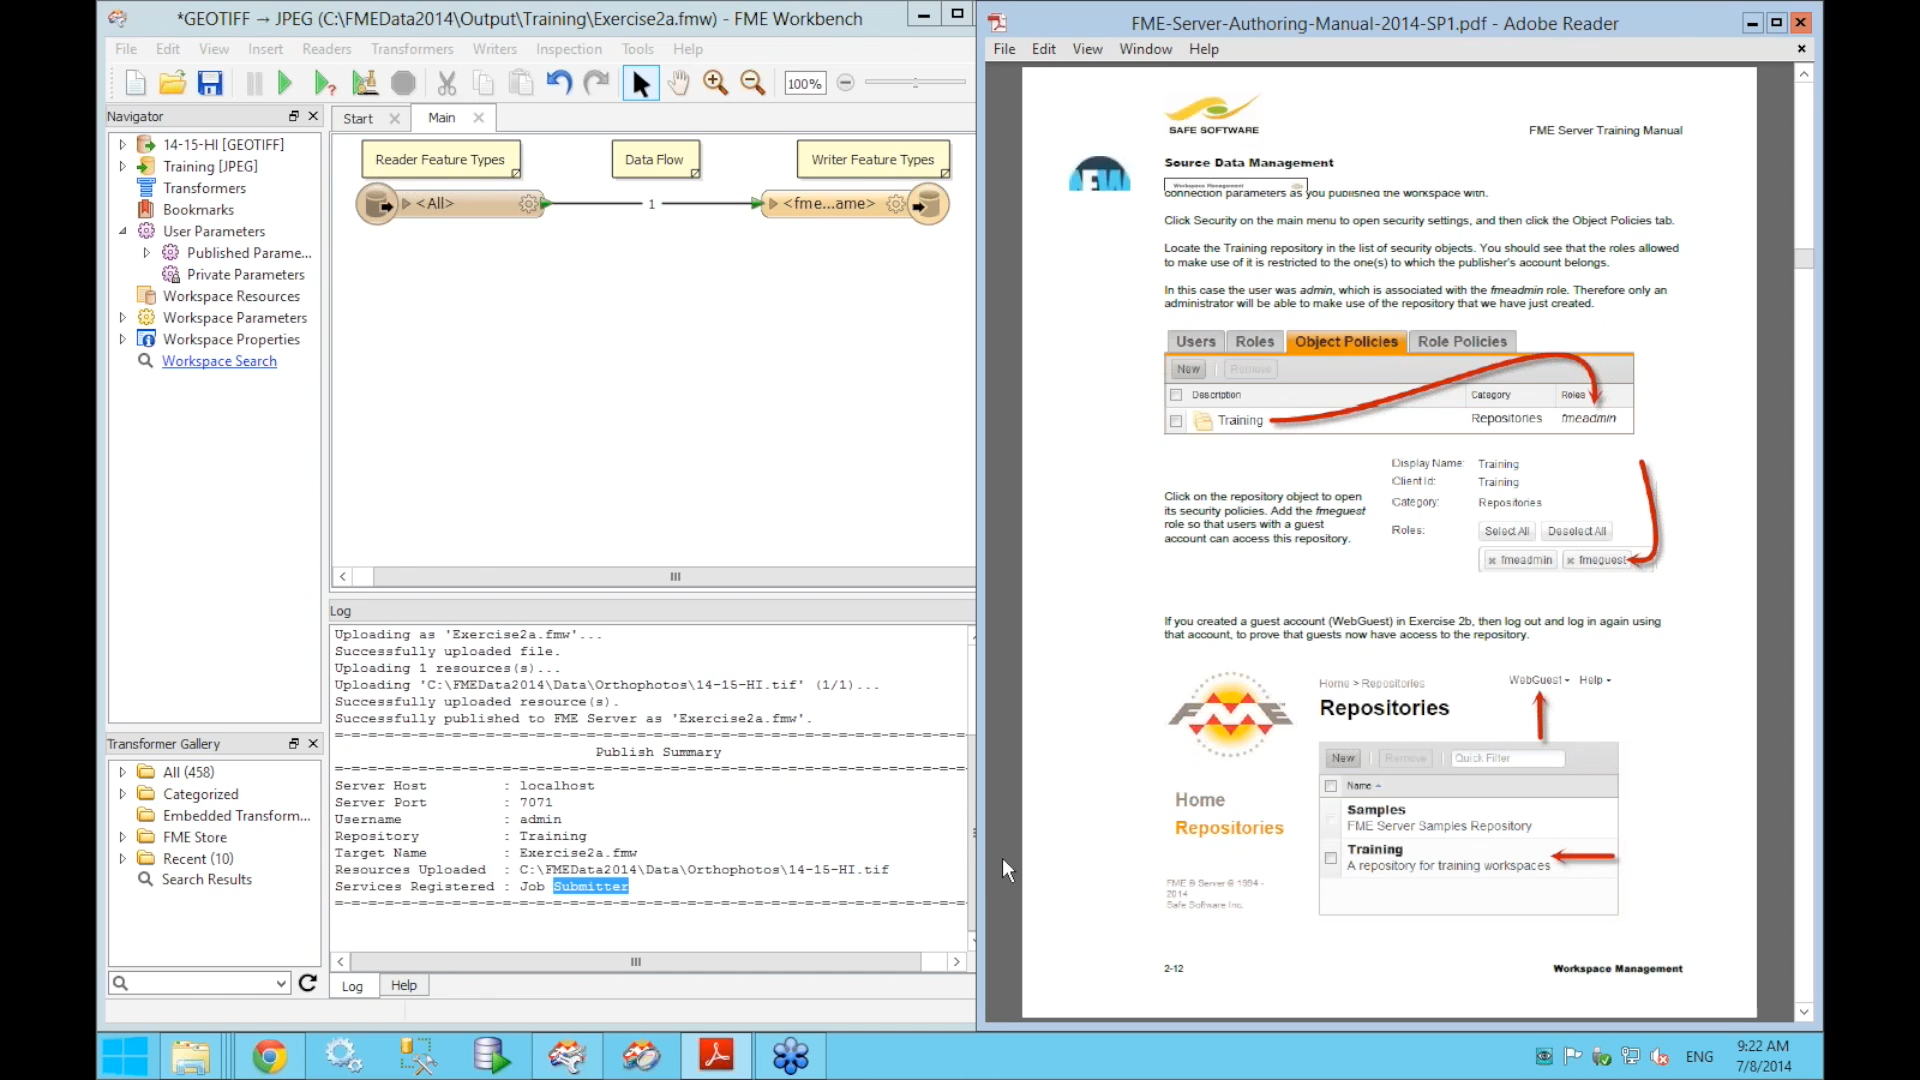 *GEOTIFF → JPEG (C:\FMEData2014\Output\Training\Exercise2a.fmw) - FME Workbench
File Edit View Insert Readers Transformers Writers Inspection Tools Help
100%
Navigator
14-15-HI [GEOTIFF]
Training [JPEG]
Transformers
Bookmarks
User Parameters
Published Parame...
Private Parameters
Workspace Resources
Workspace Parameters
Workspace Properties
Workspace Search
Start
Main
Reader Feature Types
Data Flow
Writer Feature Types
<All>
1
<fme...ame>
Transformer Gallery
All (458)
Categorized
Embedded Transform...
FME Store
Recent (10)
Search Results
Log
Uploading as 'Exercise2a.fmw'...
Successfully uploaded file.
Uploading 1 resources(s)...
Uploading 'C:\FMEData2014\Data\Orthophotos\14-15-HI.tif' (1/1)...
Successfully uploaded resource(s).
Successfully published to FME Server as 'Exercise2a.fmw'.
Publish Summary
Server Host : localhost
Server Port : 7071
Username : admin
Repository : Training
Target Name : Exercise2a.fmw
Resources Uploaded : C:\FMEData2014\Data\Orthophotos\14-15-HI.tif
Services Registered : Job Submitter
Log
Help
FME-Server-Authoring-Manual-2014-SP1.pdf - Adobe Reader
File Edit View Window Help
SAFE SOFTWARE
FME Server Training Manual
Source Data Management
Workspace Management
connection parameters as you published the workspace with.
Click Security on the main menu to open security settings, and then click the Object Policies tab.
Locate the Training repository in the list of security objects. You should see that the roles allowed
to make use of it is restricted to the one(s) to which the publisher's account belongs.
In this case the user was admin, which is associated with the fmeadmin role. Therefore only an
administrator will be able to make use of the repository that we have just created.
Users Roles Object Policies Role Policies
New Remove
Description Category Roles
Training Repositories fmeadmin
Display Name: Training
Client Id: Training
Category: Repositories
Roles: Select All Deselect All
fmeadmin fmeguest
Click on the repository object to open
its security policies. Add the fmeguest
role so that users with a guest
account can access this repository.
If you created a guest account (WebGuest) in Exercise 2b, then log out and log in again using
that account, to prove that guests now have access to the repository.
FME
Home > Repositories
WebGuest Help
Repositories
New Remove Quick Filter
Name
Samples
FME Server Samples Repository
Training
A repository for training workspaces
Home
Repositories
FME ® Server © 1994 -
2014
Safe Software Inc.
2-12
Workspace Management
ENG
9:22 AM
7/8/2014